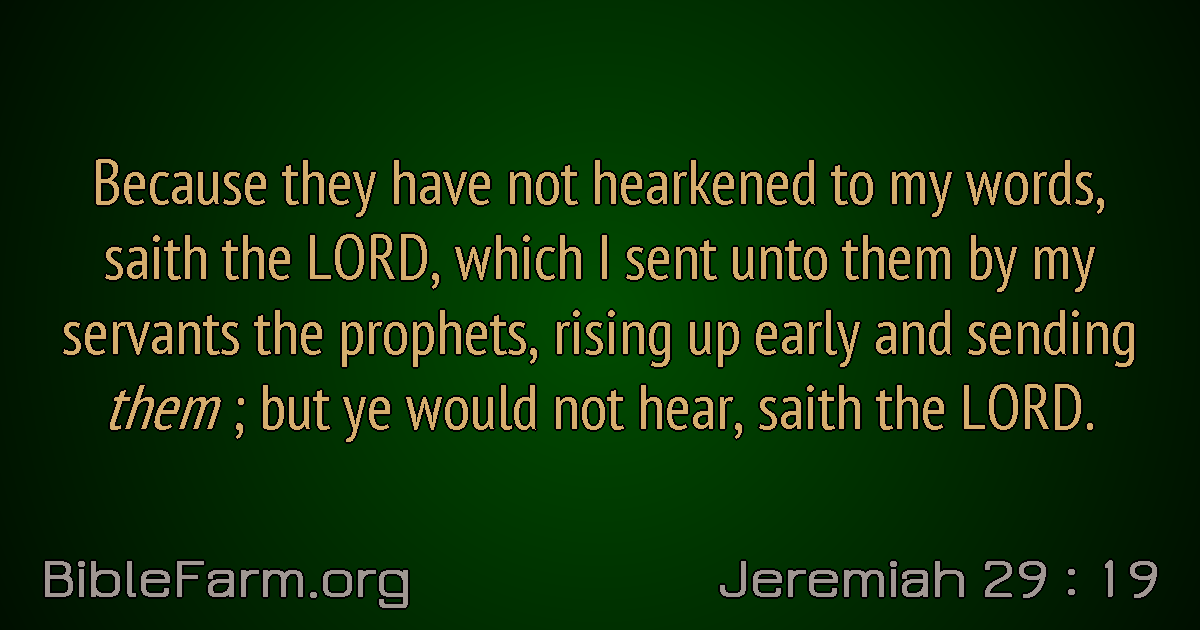 Because they have not hearkened to my words,
saith the LORD, which I sent unto them by my
servants the prophets, rising up early and sending
them ; but ye would not hear, saith the LORD.
BibleFarm.org
Jeremiah 29 : 19